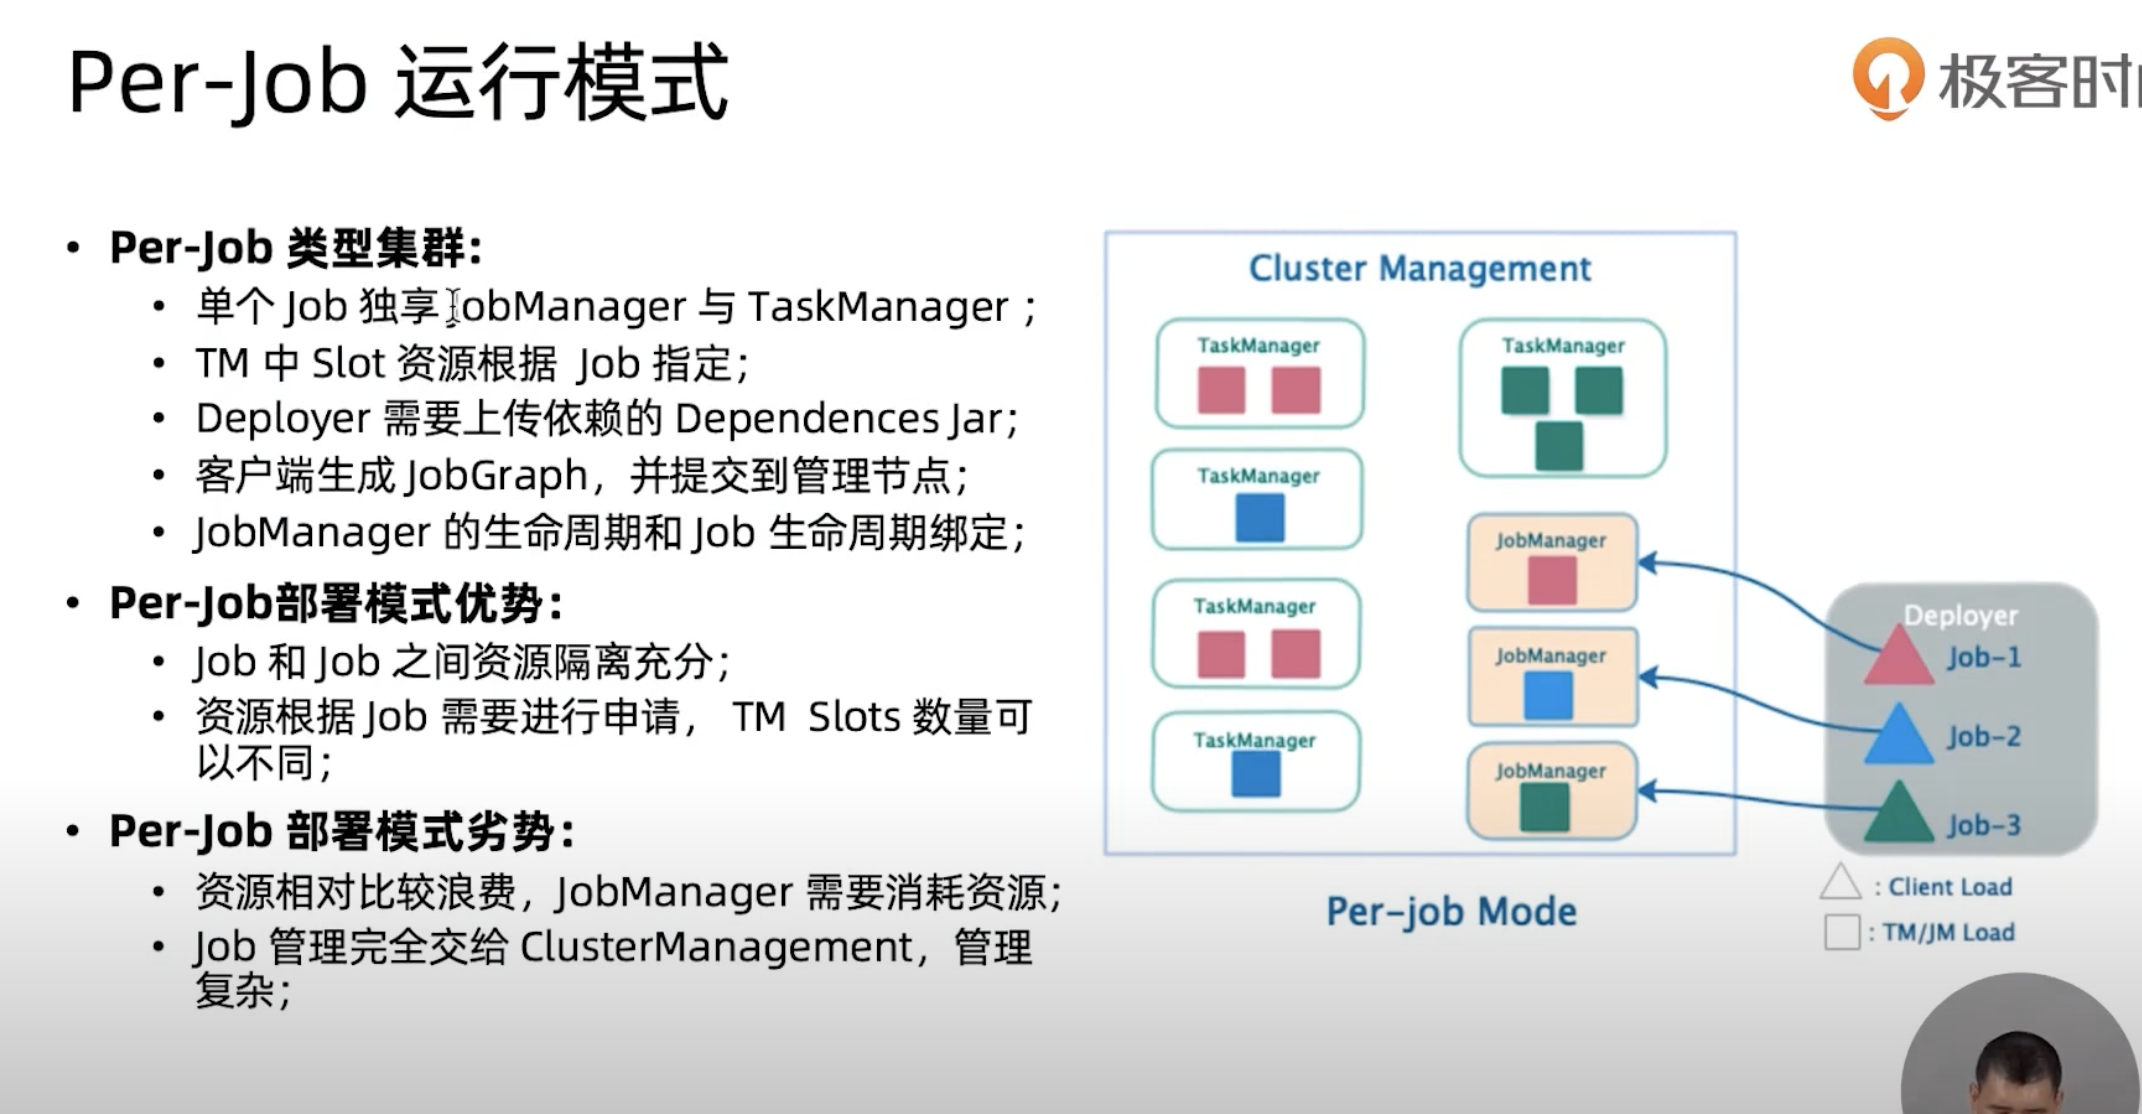 Per-Job 运行模式
极客时
• Per-Job 类型集群:
• 单个 Job 独享 JobManager 与 TaskManager ;
• TM 中 Slot 资源根据 Job 指定;
• Deployer 需要上传依赖的 Dependences Jar;
• 客户端生成 JobGraph，并提交到管理节点;
• JobManager 的生命周期和 Job 生命周期绑定;
• Per-Job部署模式优势:
• Job 和 Job 之间资源隔离充分;
• 资源根据 Job 需要进行申请， TM Slots 数量可
以不同;
• Per-Job 部署模式劣势:
• 资源相对比较浪费，JobManager 需要消耗资源;
• Job 管理完全交给 ClusterManagement，管理
复杂;
Cluster Management
TaskManager
TaskManager
TaskManager
TaskManager
TaskManager
JobManager
JobManager
JobManager
Deployer
Job-1
Job-2
Job-3
: Client Load
: TM/JM Load
Per-job Mode